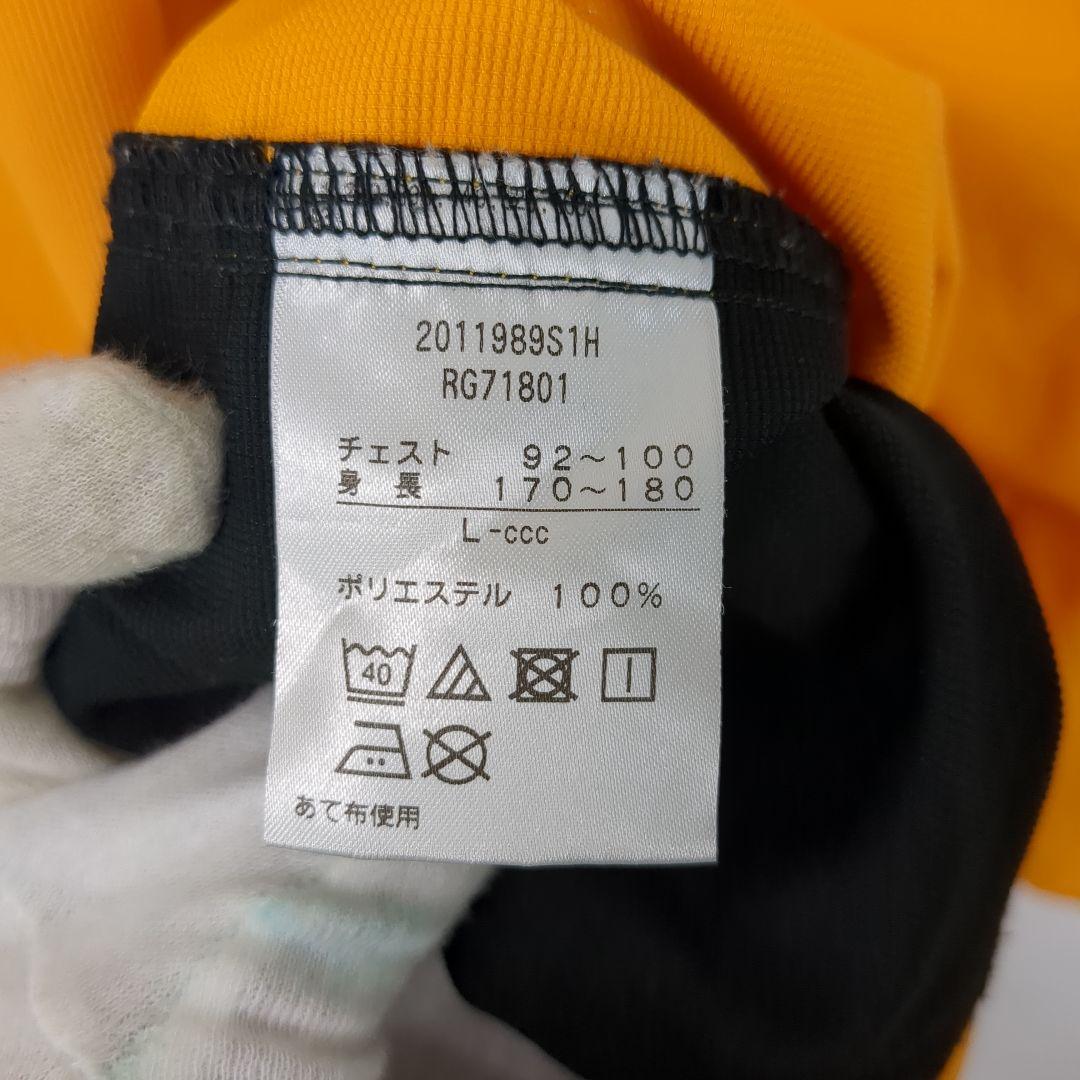 2011989S1H
RG71801
チェスト 92～100
身長 170～180
L-ccc
ポリエステル 100%
40
あて布使用